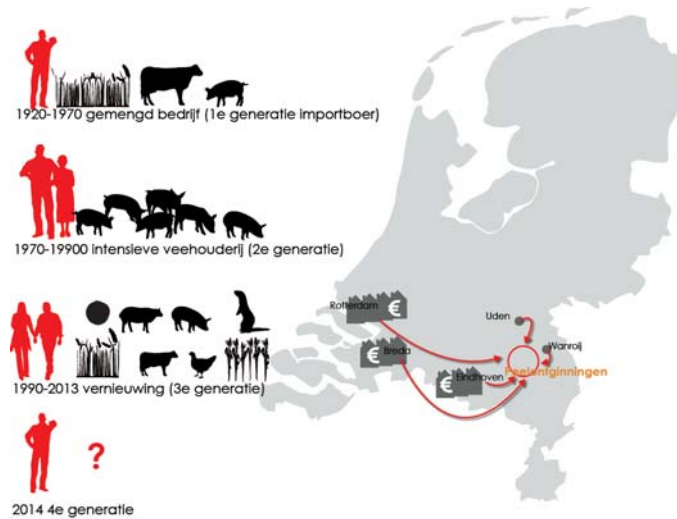 1920-1970 gemengd bedrijf (1e generatie importboer)
1970-19900 intensieve veehouderij (2e generatie)
1990-2013 vernieuwing (3e generatie)
?
2014 4e generatie
Rotterdam
€
Uden
Breda
€
Wanroij
Eindhoven
€
Peelontginningen